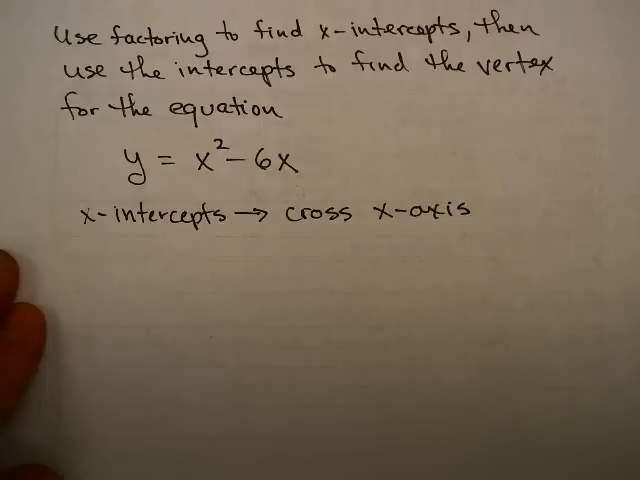 Use factoring to find x-intercepts, then
use the intercepts to find the vertex
for the equation
y = x² - 6x
x-intercepts → cross x-axis